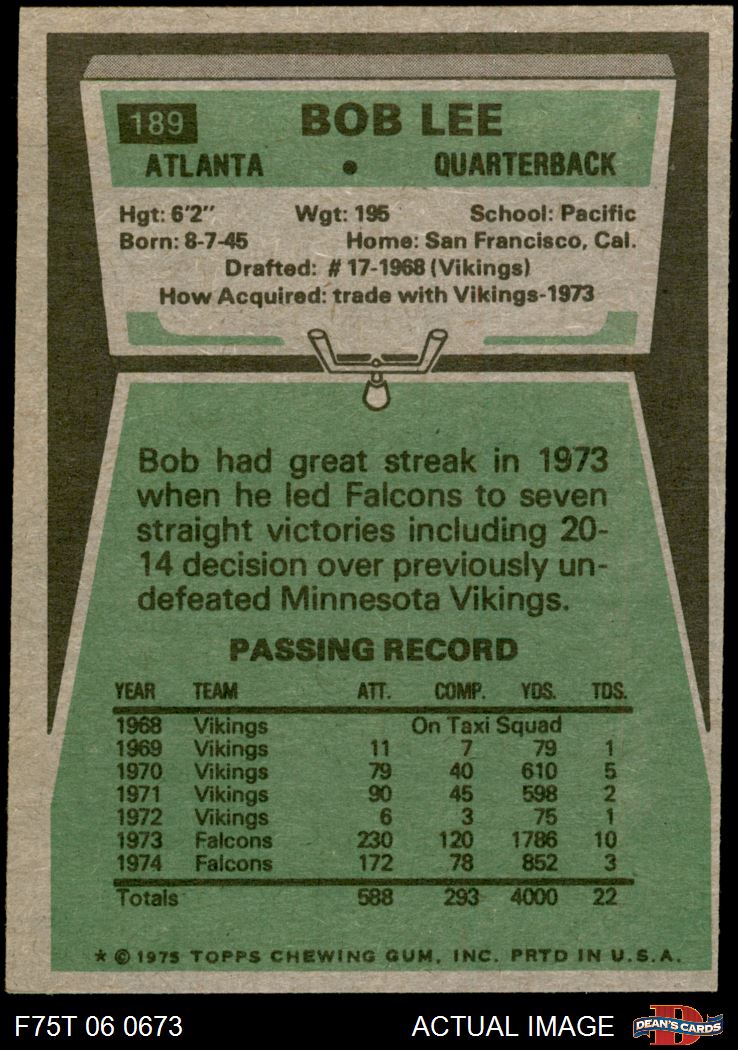 189 BOB LEE
ATLANTA • QUARTERBACK
Hgt: 6'2" Wgt: 195 School: Pacific
Born: 8-7-45 Home: San Francisco, Cal.
Drafted: #17-1968 (Vikings)
How Acquired: trade with Vikings-1973
Bob had great streak in 1973
when he led Falcons to seven
straight victories including 20-
14 decision over previously un-
defeated Minnesota Vikings.
PASSING RECORD
YEAR TEAM ATT. COMP. YDS. TDS.
1968 Vikings On Taxi Squad
1969 Vikings 11 7 79 1
1970 Vikings 79 40 610 5
1971 Vikings 90 45 598 2
1972 Vikings 6 3 75 1
1973 Falcons 230 120 1786 10
1974 Falcons 172 78 852 3
Totals 588 293 4000 22
* © 1975 TOPPS CHEWING GUM, INC. PRTD IN U.S.A.
F75T 06 0673 ACTUAL IMAGE D DEAN'S CARDS